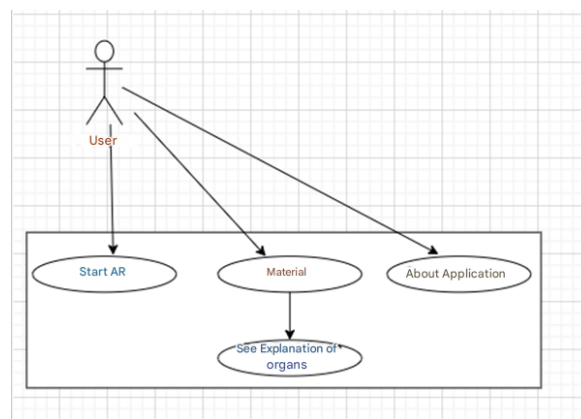 User
Start AR
Material
About Application
See Explanation of
organs